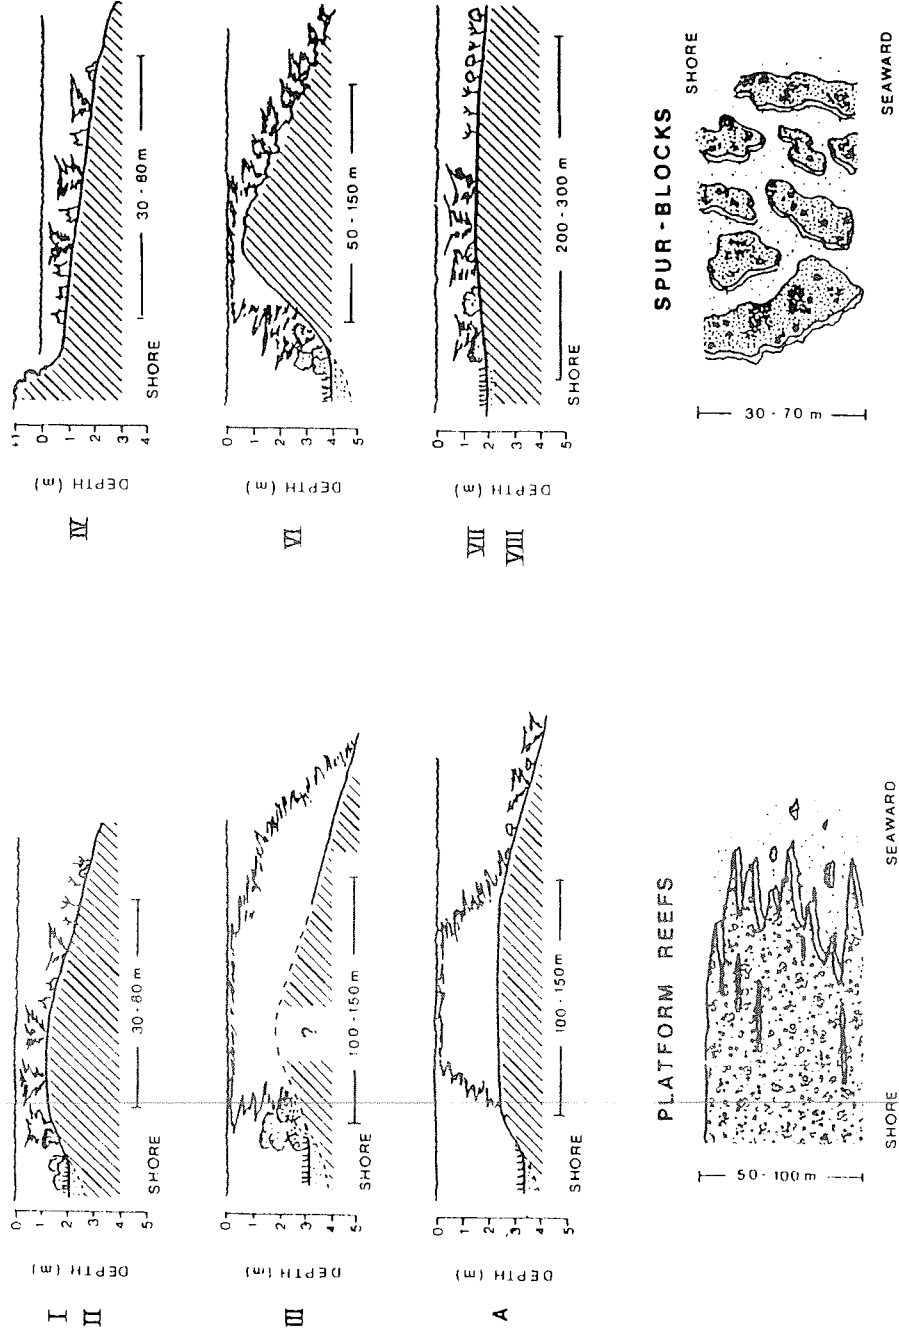 I
II
DEPTH (m)
0
1
2
3
4
SHORE
30-80 m
III
DEPTH (m)
0
1
2
3
4
5
SHORE
?
100-150 m
A
DEPTH (m)
0
1
2
3
4
5
SHORE
100-150 m
PLATFORM REEFS
50-100 m
SHORE
SEAWARD
IV
DEPTH (m)
+1
0
1
2
3
4
SHORE
30-80 m
VI
DEPTH (m)
0
1
2
3
4
5
50-150 m
VII
VIII
DEPTH (m)
0
1
2
3
4
5
SHORE
200-300 m
SPUR-BLOCKS
30-70 m
SHORE
SEAWARD